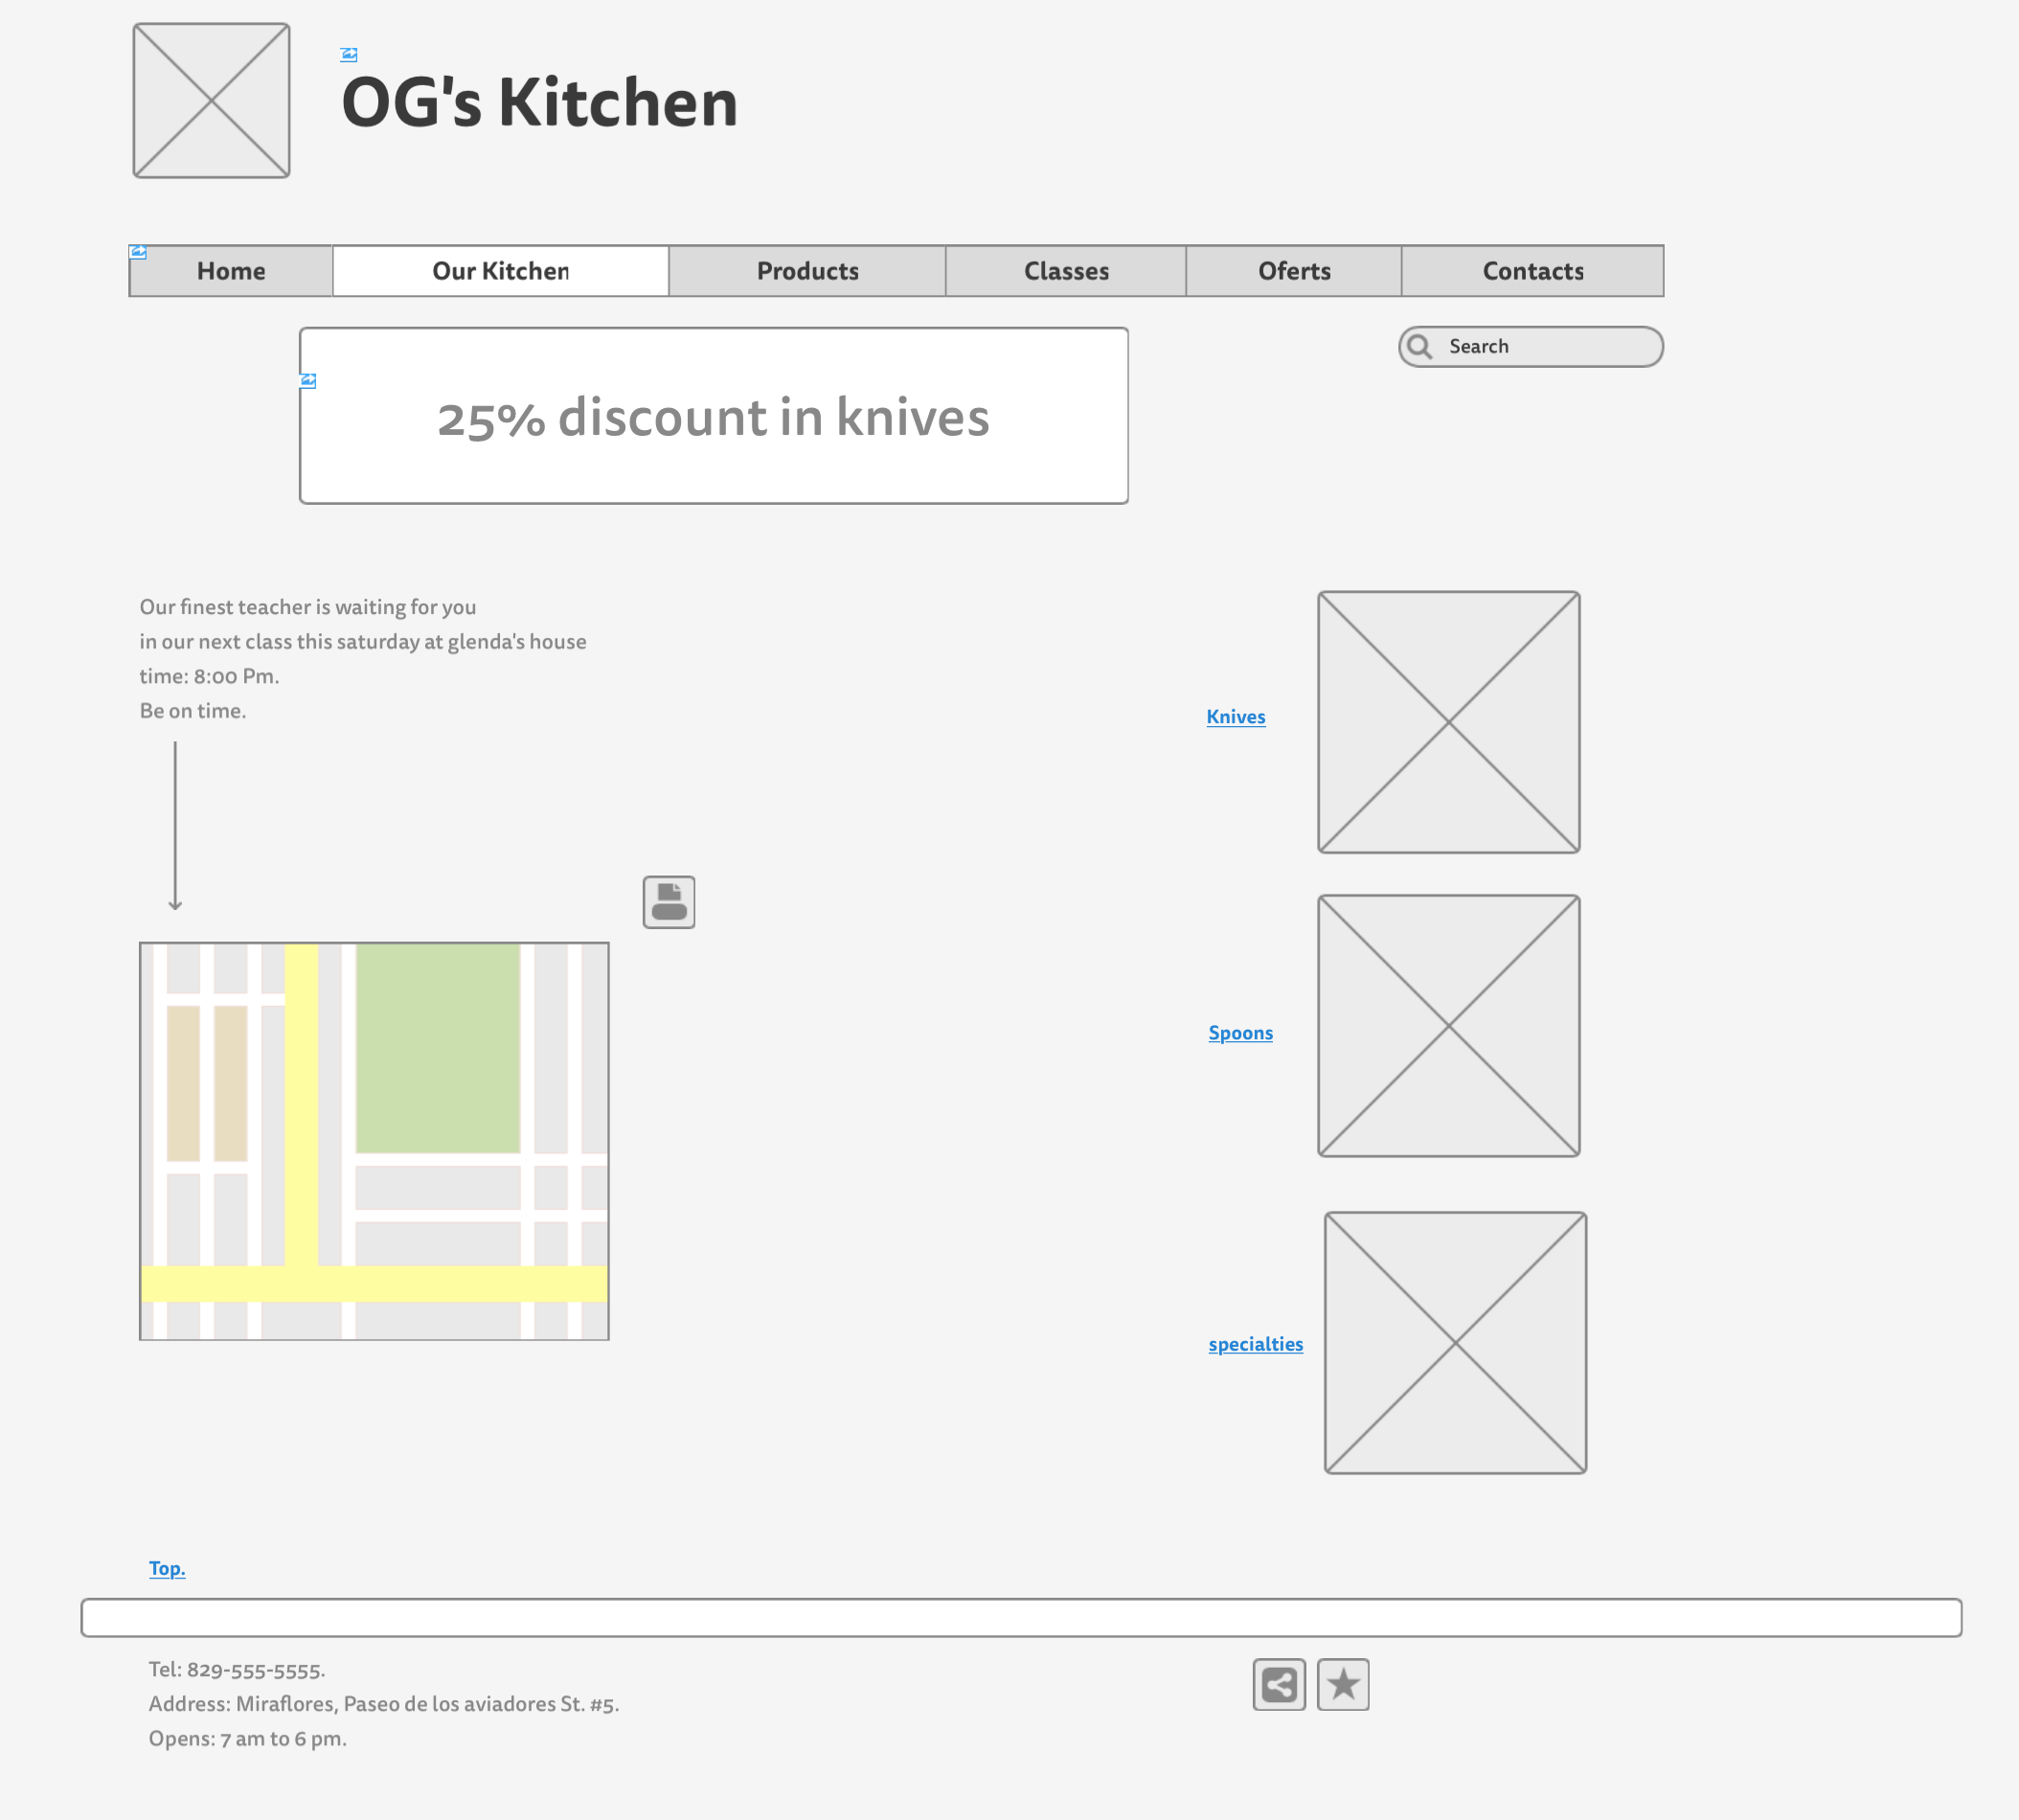 OG's Kitchen
Home Our Kitchen Products Classes Oferts Contacts
Search
25% discount in knives
Our finest teacher is waiting for you
in our next class this saturday at glenda's house
time: 8:00 Pm.
Be on time.
Knives
Spoons
specialties
Top.
Tel: 829-555-5555.
Address: Miraflores, Paseo de los aviadores St. #5.
Opens: 7 am to 6 pm.